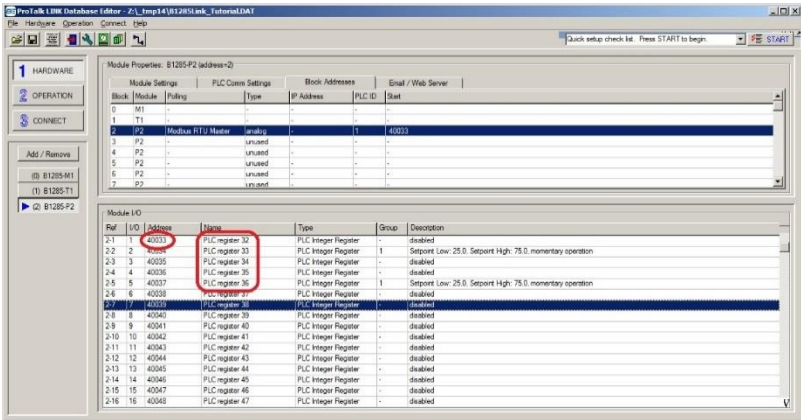 ProTalk LINK Database Editor - Z:\_tmp14\B1285Link_Tutorial.DAT
File Hardware Operation Connect Help
Quick setup check list. Press START to begin. START
1 HARDWARE
2 OPERATION
3 CONNECT
Add / Remove
(0) B1285-M1
(1) B1285-T1
(2) B1285-P2
Module Properties: B1285-P2 (address=2)
Module Settings PLC Comm Settings Block Addresses Email / Web Server
Block Module Polling Type IP Address PLC ID Start
0 M1 - - - - -
1 T1 - - - - -
2 P2 Modbus RTU Master analog - 1 40033
3 P2 - unused - - -
4 P2 - unused - - -
5 P2 - unused - - -
6 P2 - unused - - -
7 P2 - unused - - -
Module I/O
Ref I/O Address Name Type Group Description
2-1 1 40033 PLC register 32 PLC Integer Register - disabled
2-2 2 40034 PLC register 33 PLC Integer Register 1 Setpoint Low: 25.0, Setpoint High: 75.0, momentary operation
2-3 3 40035 PLC register 34 PLC Integer Register - disabled
2-4 4 40036 PLC register 35 PLC Integer Register - disabled
2-5 5 40037 PLC register 36 PLC Integer Register 1 Setpoint Low: 25.0, Setpoint High: 75.0, momentary operation
2-6 6 40038 PLC register 37 PLC Integer Register - disabled
2-7 7 40039 PLC register 38 PLC Integer Register - disabled
2-8 8 40040 PLC register 39 PLC Integer Register - disabled
2-9 9 40041 PLC register 40 PLC Integer Register - disabled
2-10 10 40042 PLC register 41 PLC Integer Register - disabled
2-11 11 40043 PLC register 42 PLC Integer Register - disabled
2-12 12 40044 PLC register 43 PLC Integer Register - disabled
2-13 13 40045 PLC register 44 PLC Integer Register - disabled
2-14 14 40046 PLC register 45 PLC Integer Register - disabled
2-15 15 40047 PLC register 46 PLC Integer Register - disabled
2-16 16 40048 PLC register 47 PLC Integer Register - disabled